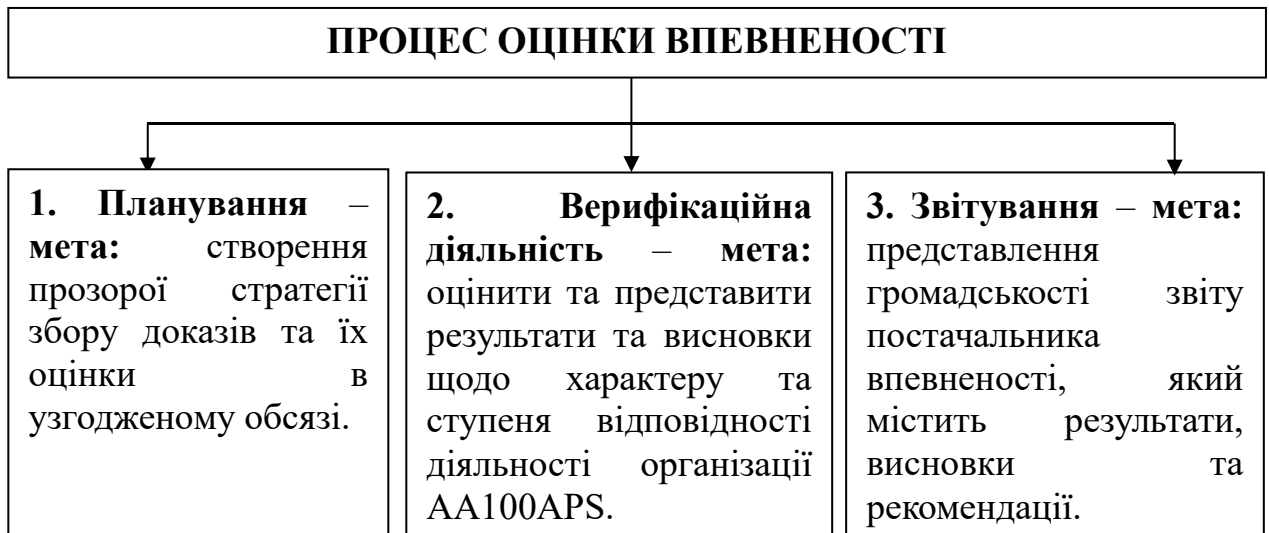 ПРОЦЕС ОЦІНКИ ВПЕВНЕНОСТІ
1. Планування –
мета: створення
прозорої стратегії
збору доказів та їх
оцінки в
узгодженому обсязі.
2. Верифікаційна
діяльність – мета:
оцінити та представити
результати та висновки
щодо характеру та
ступеня відповідності
діяльності організації
АА100APS.
3. Звітування – мета:
представлення
громадськості звіту
постачальника
впевненості, який
містить результати,
висновки та
рекомендації.